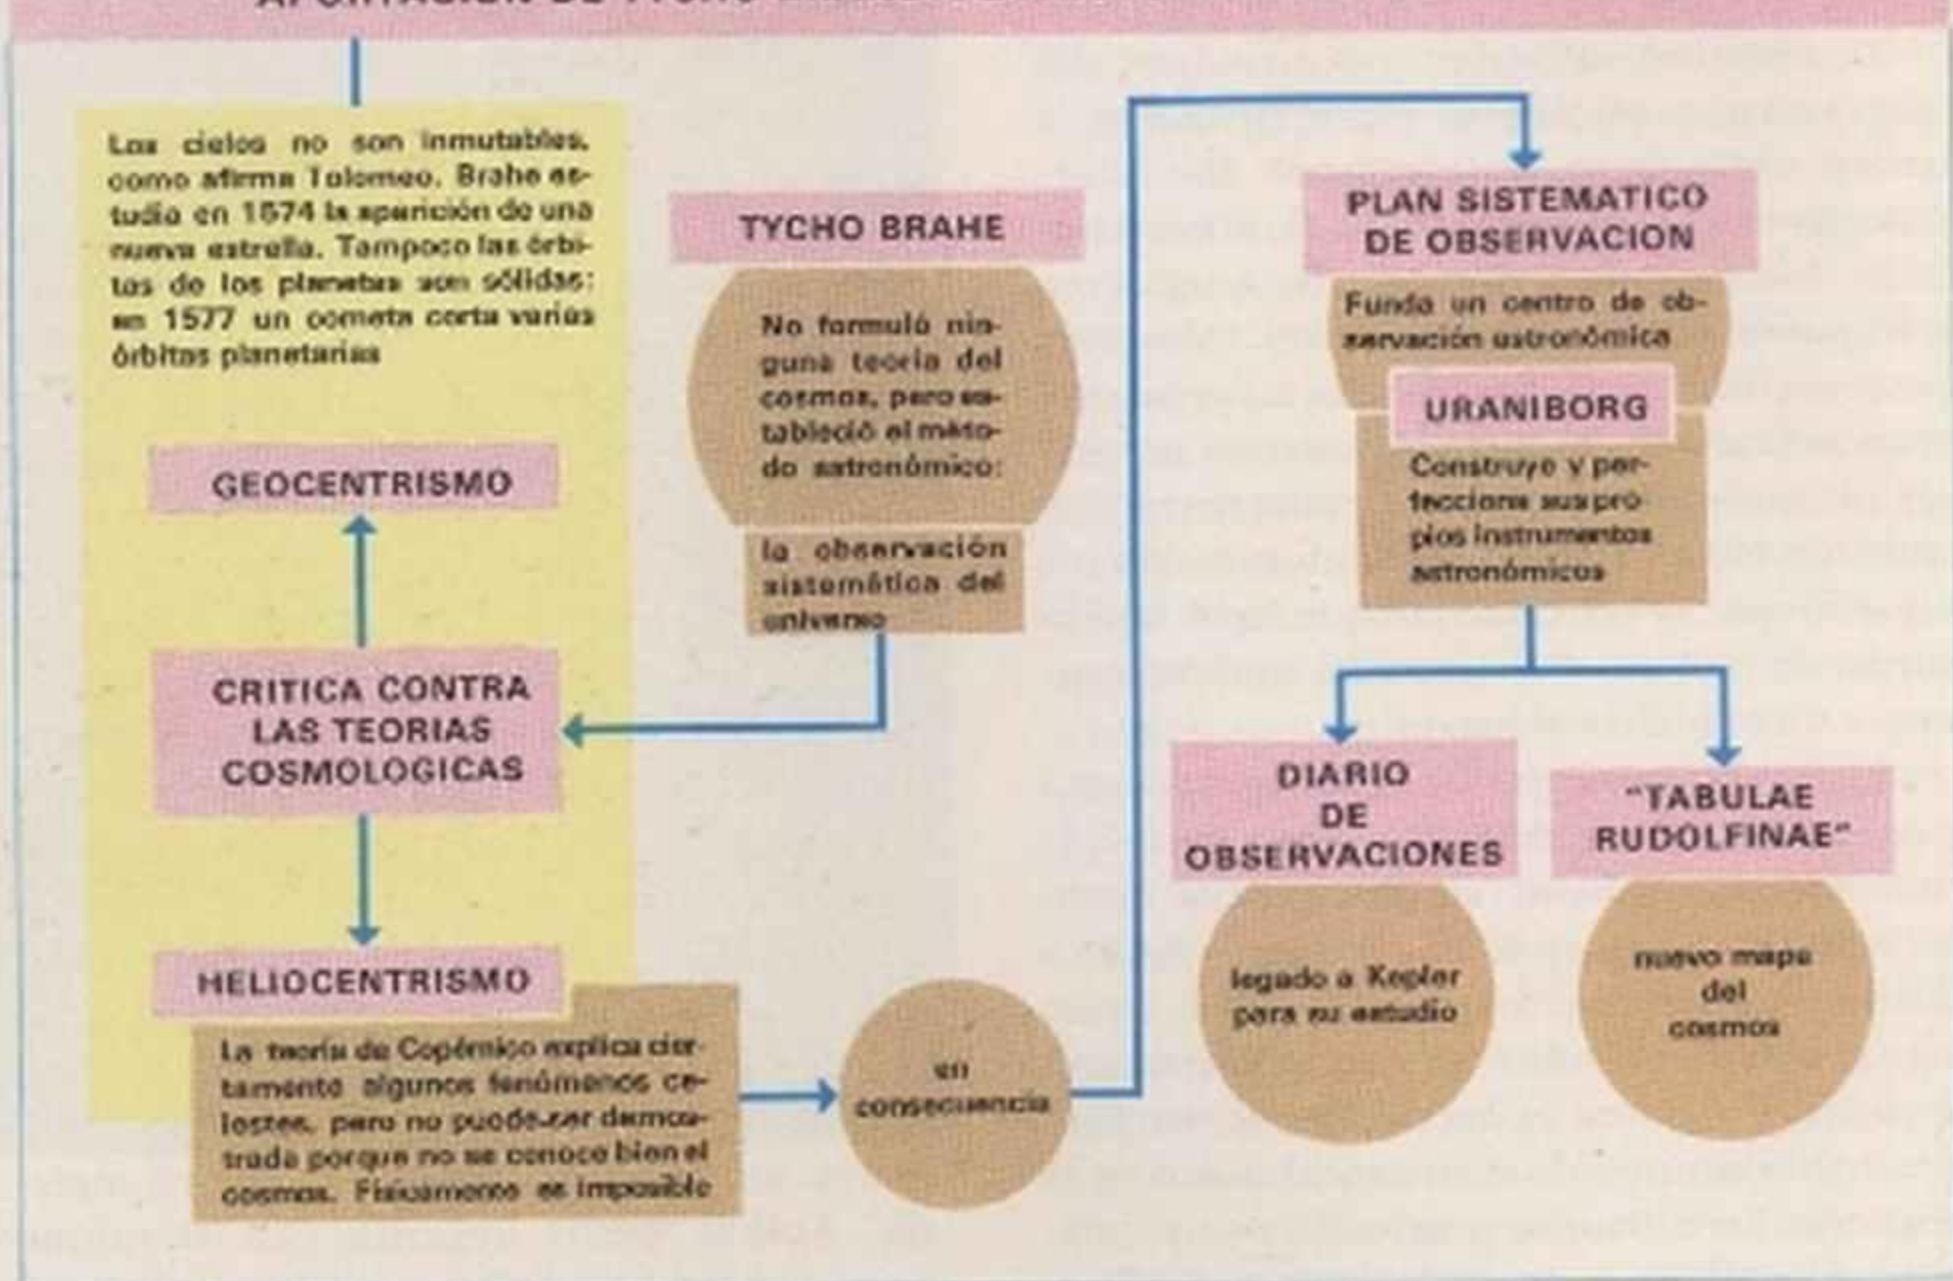 APORTACION DE TYCHO
Los cielos no son inmutables,
como afirma Tolomeo. Brahe es-
tudia en 1574 la aparición de una
nueva estrella. Tampoco las órbi-
tas de los planetas son sólidas:
en 1577 un cometa corta varias
órbitas planetarias
GEOCENTRISMO
CRITICA CONTRA
LAS TEORIAS
COSMOLOGICAS
HELIOCENTRISMO
La teoría de Copérnico explica cier-
tamente algunos fenómenos ce-
lestes, pero no puede ser demos-
trada porque no se conoce bien el
cosmos. Físicamente es imposible
TYCHO BRAHE
No formuló nin-
guna teoría del
cosmos, pero es-
tableció el méto-
do astronómico:
la observación
sistemática del
universo
en
consecuencia
PLAN SISTEMATICO
DE OBSERVACION
Funda un centro de ob-
servación astronómica
URANIBORG
Construye y per-
fecciona sus pro
pios instrumentos
astronómicos
DIARIO
DE
OBSERVACIONES
legado a Kepler
para su estudio
"TABULAE
RUDOLFINAE"
nuevo mapa
del
cosmos